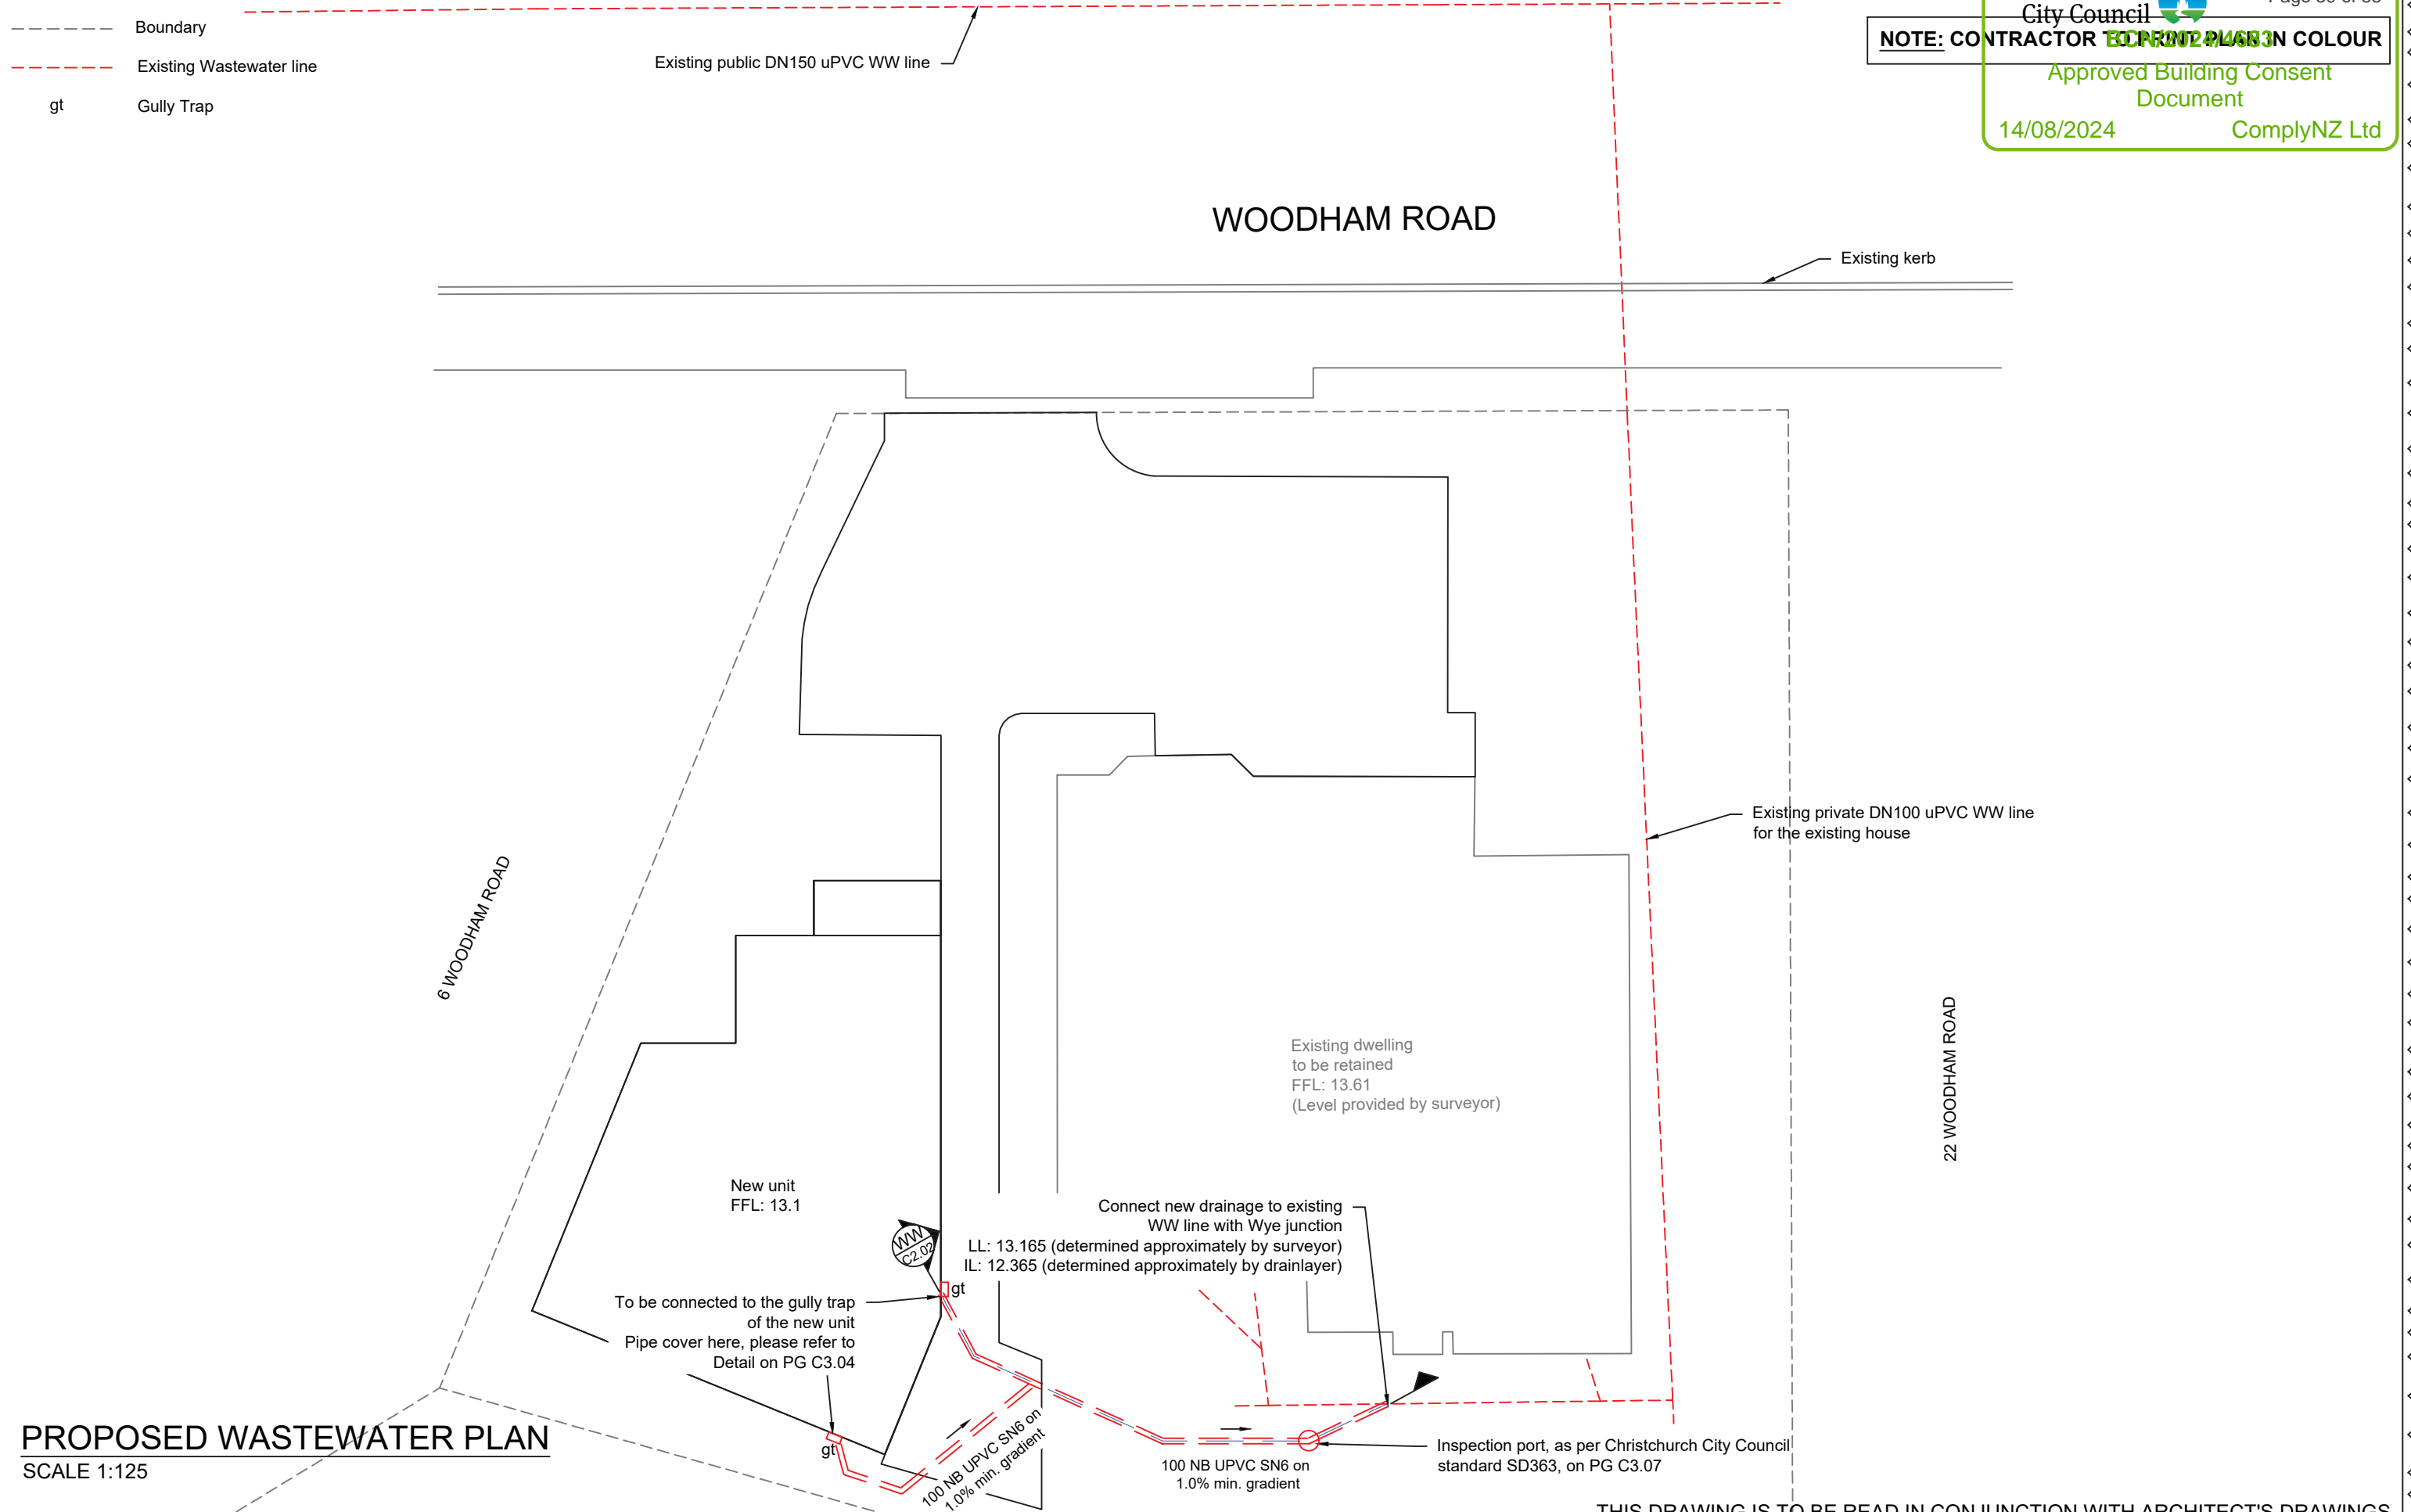 Boundary
Existing Wastewater line
gt
Gully Trap
Existing public DN150 uPVC WW line
City Council
NOTE: CONTRACTOR TO PRINT PLAN IN COLOUR
BCN/2024/4683
Approved Building Consent
Document
14/08/2024
ComplyNZ Ltd
WOODHAM ROAD
Existing kerb
Existing private DN100 uPVC WW line
for the existing house
6 WOODHAM ROAD
22 WOODHAM ROAD
Existing dwelling
to be retained
FFL: 13.61
(Level provided by surveyor)
New unit
FFL: 13.1
WW
C2.02
Connect new drainage to existing
WW line with Wye junction
LL: 13.165 (determined approximately by surveyor)
IL: 12.365 (determined approximately by drainlayer)
gt
To be connected to the gully trap
of the new unit
Pipe cover here, please refer to
Detail on PG C3.04
gt
100 NB UPVC SN6 on
1.0% min. gradient
100 NB UPVC SN6 on
1.0% min. gradient
Inspection port, as per Christchurch City Council
standard SD363, on PG C3.07
PROPOSED WASTEWATER PLAN
SCALE 1:125
THIS DRAWING IS TO BE READ IN CONJUNCTION WITH ARCHITECT'S DRAWINGS